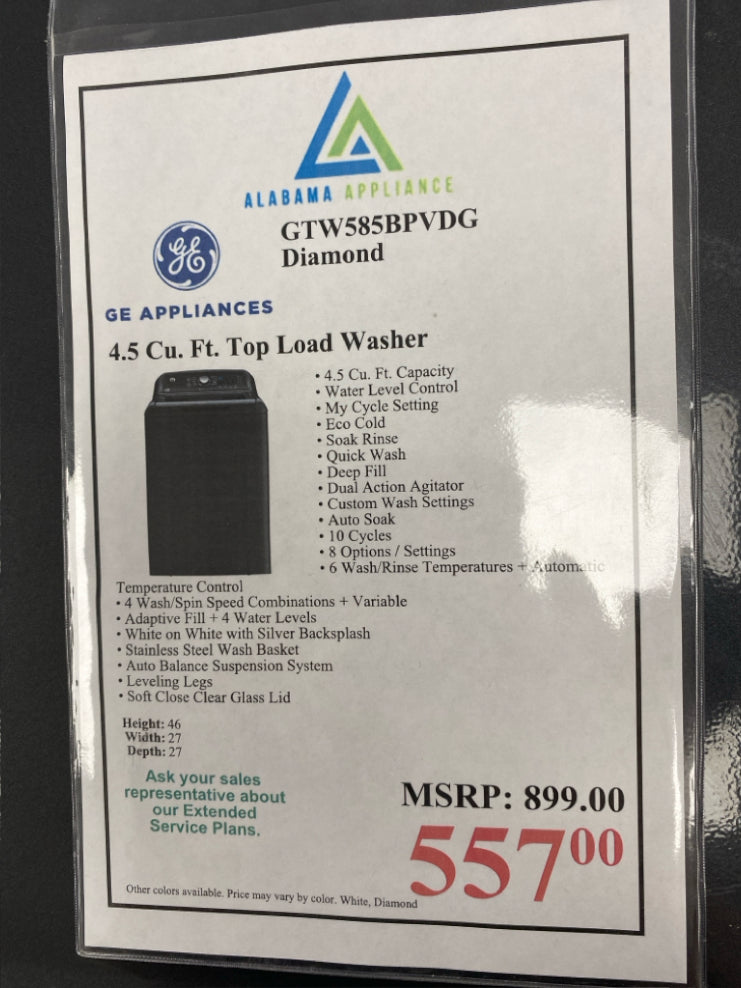 ALABAMA APPLIANCE
GTW585BPVDG
Diamond
GE
GE APPLIANCES
4.5 Cu. Ft. Top Load Washer
• 4.5 Cu. Ft. Capacity
• Water Level Control
• My Cycle Setting
• Eco Cold
• Soak Rinse
• Quick Wash
• Deep Fill
• Dual Action Agitator
• Custom Wash Settings
• Auto Soak
• 10 Cycles
• 8 Options / Settings
• 6 Wash/Rinse Temperatures + Automatic
Temperature Control
• 4 Wash/Spin Speed Combinations + Variable
• Adaptive Fill + 4 Water Levels
• White on White with Silver Backsplash
• Stainless Steel Wash Basket
• Auto Balance Suspension System
• Leveling Legs
• Soft Close Clear Glass Lid
Height: 46
Width: 27
Depth: 27
Ask your sales
representative about
our Extended
Service Plans.
MSRP: 899.00
55700
Other colors available. Price may vary by color. White, Diamond